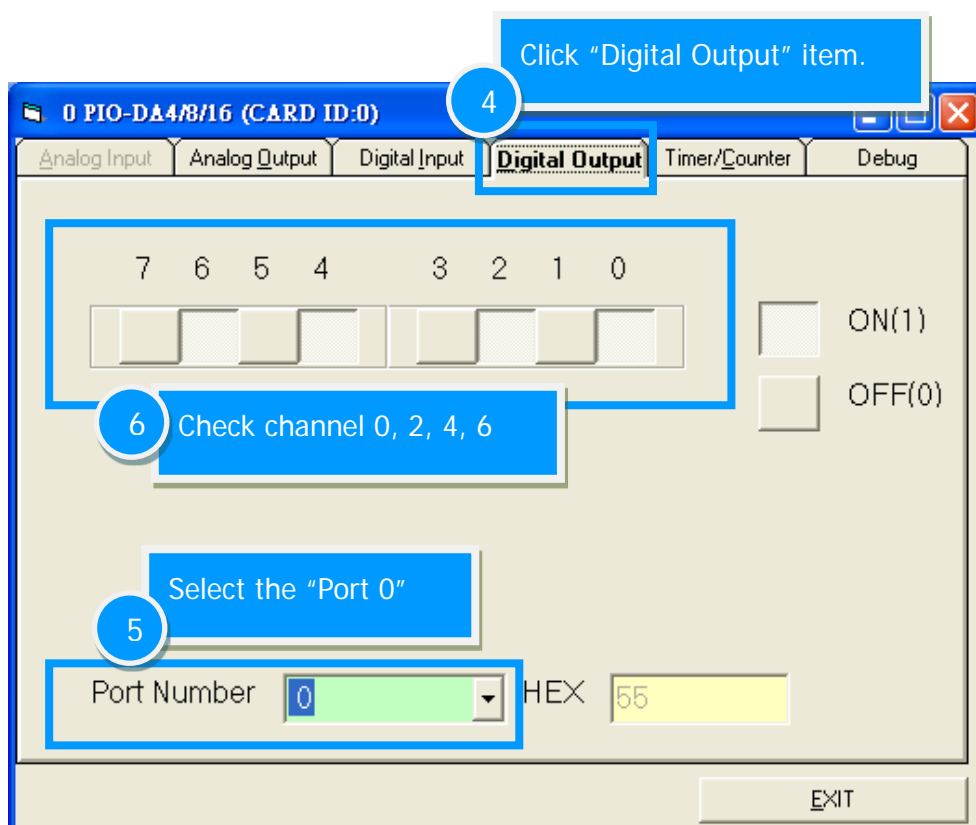 Click “Digital Output” item.
4
0 PIO-DA4/8/16 (CARD ID:0)
Analog Input Analog Output Digital Input Digital Output Timer/Counter Debug
7 6 5 4 3 2 1 0
ON(1)
OFF(0)
6 Check channel 0, 2, 4, 6
Select the “Port 0”
5
Port Number 0 HEX 55
EXIT